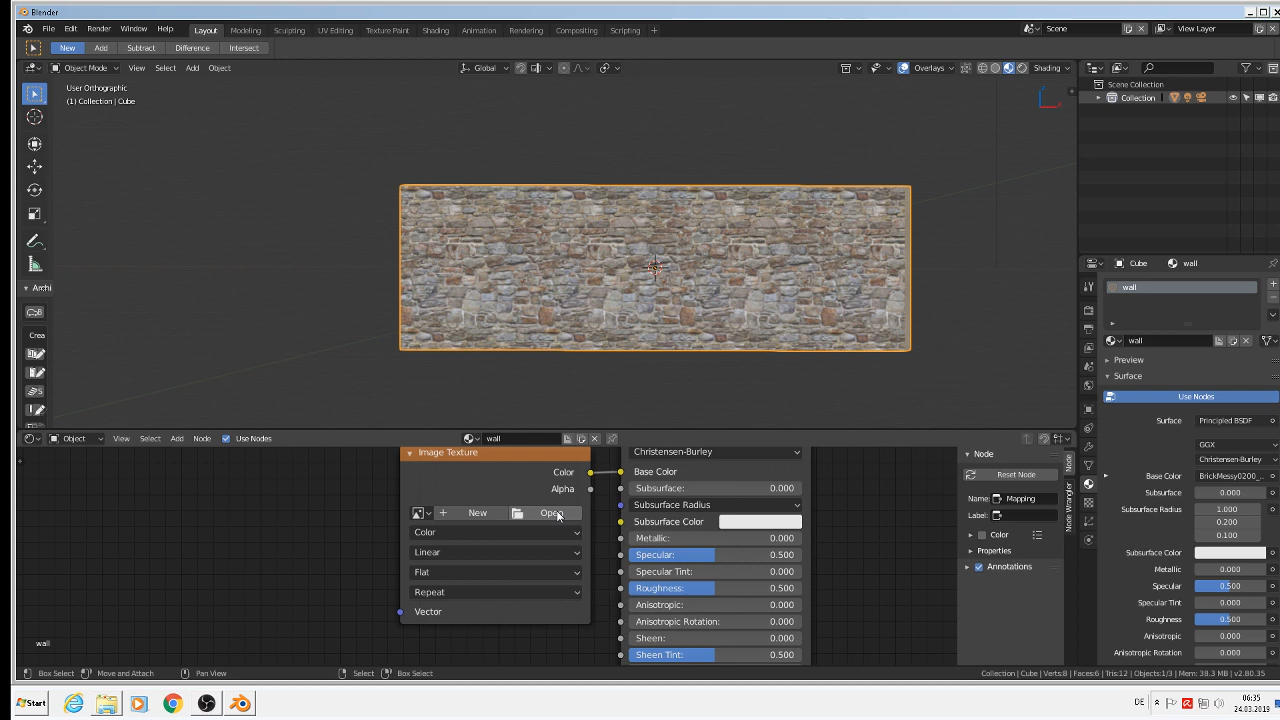 Blender
File Edit Render Window Help Layout Modeling Sculpting UV Editing Texture Paint Shading Animation Rendering Compositing Scripting + Scene View Layer
New Add Subtract Difference Intersect
Object Mode View Select Add Object Global Overlays Shading
User Orthographic
(1) Collection | Cube
Scene Collection
Collection
Archi
Crea
Cube wall
wall
wall
Preview
Surface
Use Nodes
Surface Principled BSDF
GGX
Christensen-Burley
Base Color BrickMessy0200_...
Subsurface 0.000
Subsurface Radius 1.000
0.200
0.100
Subsurface Color
Metallic 0.000
Specular 0.500
Specular Tint 0.000
Roughness 0.500
Anisotropic 0.000
Anisotropic Rotation 0.000
Object View Select Add Node Use Nodes wall
Image Texture
Color
Alpha
New Open
Color
Linear
Flat
Repeat
Vector
Christensen-Burley
Base Color
Subsurface: 0.000
Subsurface Radius
Subsurface Color
Metallic: 0.000
Specular: 0.500
Specular Tint: 0.000
Roughness: 0.500
Anisotropic: 0.000
Anisotropic Rotation: 0.000
Sheen: 0.000
Sheen Tint: 0.500
Node
Reset Node
Name: Mapping
Label:
Color
Properties
Annotations
Node
Node Wrangler
wall
Box Select Move and Attach Pan View Select Box Select Collection | Cube | Verts:8 | Faces:6 | Tris:12 | Objects:1/3 | Mem: 38.3 MB | v2.80.35
Start DE 06:35
24.03.2019